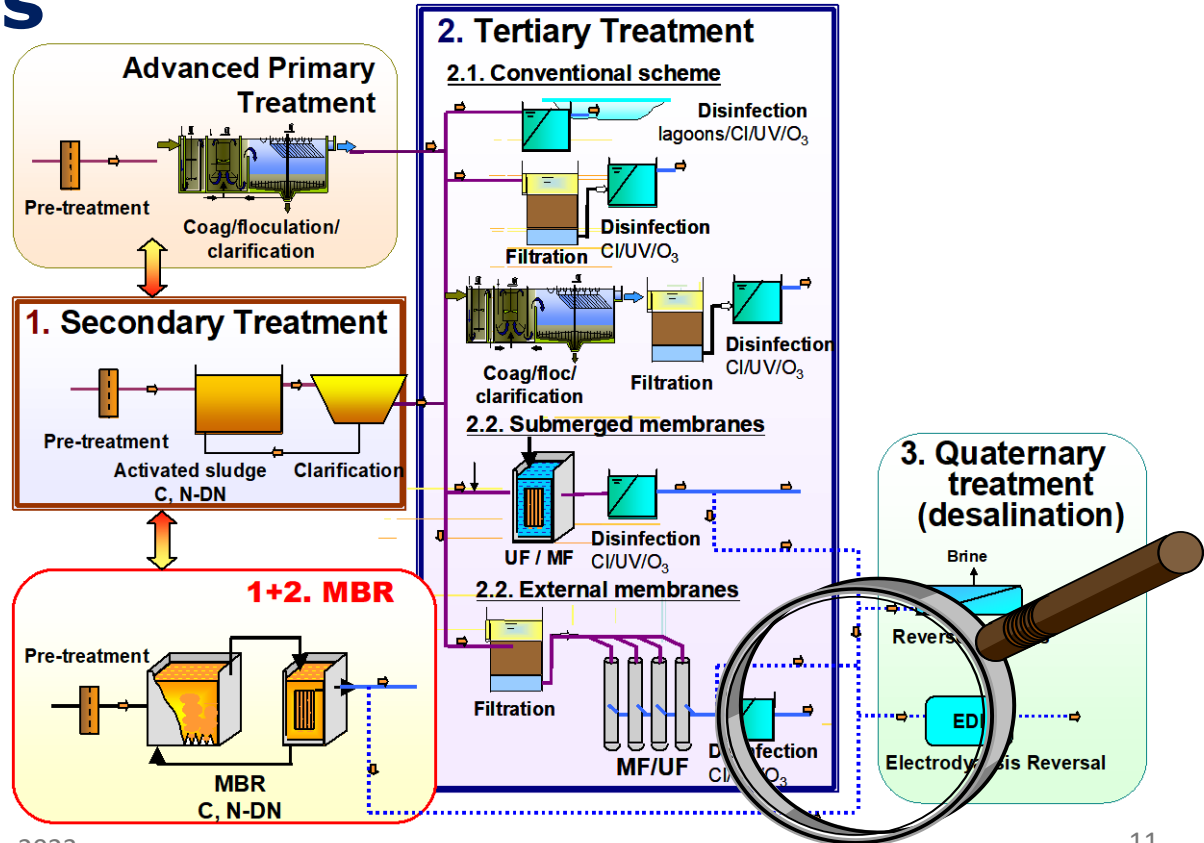 s
Advanced Primary
Treatment
Pre-treatment
Coag/floculation/
clarification
1. Secondary Treatment
Pre-treatment
Activated sludge
C, N-DN
Clarification
1+2. MBR
Pre-treatment
MBR
C, N-DN
2. Tertiary Treatment
2.1. Conventional scheme
Disinfection
lagoons/Cl/UV/O3
Filtration
Disinfection
Cl/UV/O3
Coag/floc/
clarification
Filtration
Disinfection
Cl/UV/O3
2.2. Submerged membranes
UF / MF
Disinfection
Cl/UV/O3
2.2. External membranes
Filtration
MF/UF
3. Quaternary
treatment
(desalination)
Brine
Electrodialysis Reversal
11